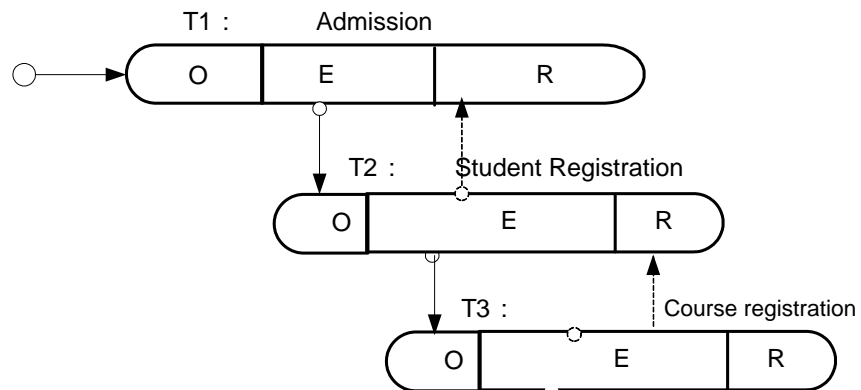 T1 : Admission
O E R
T2 : Student Registration
O E R
T3 : Course registration
O E R